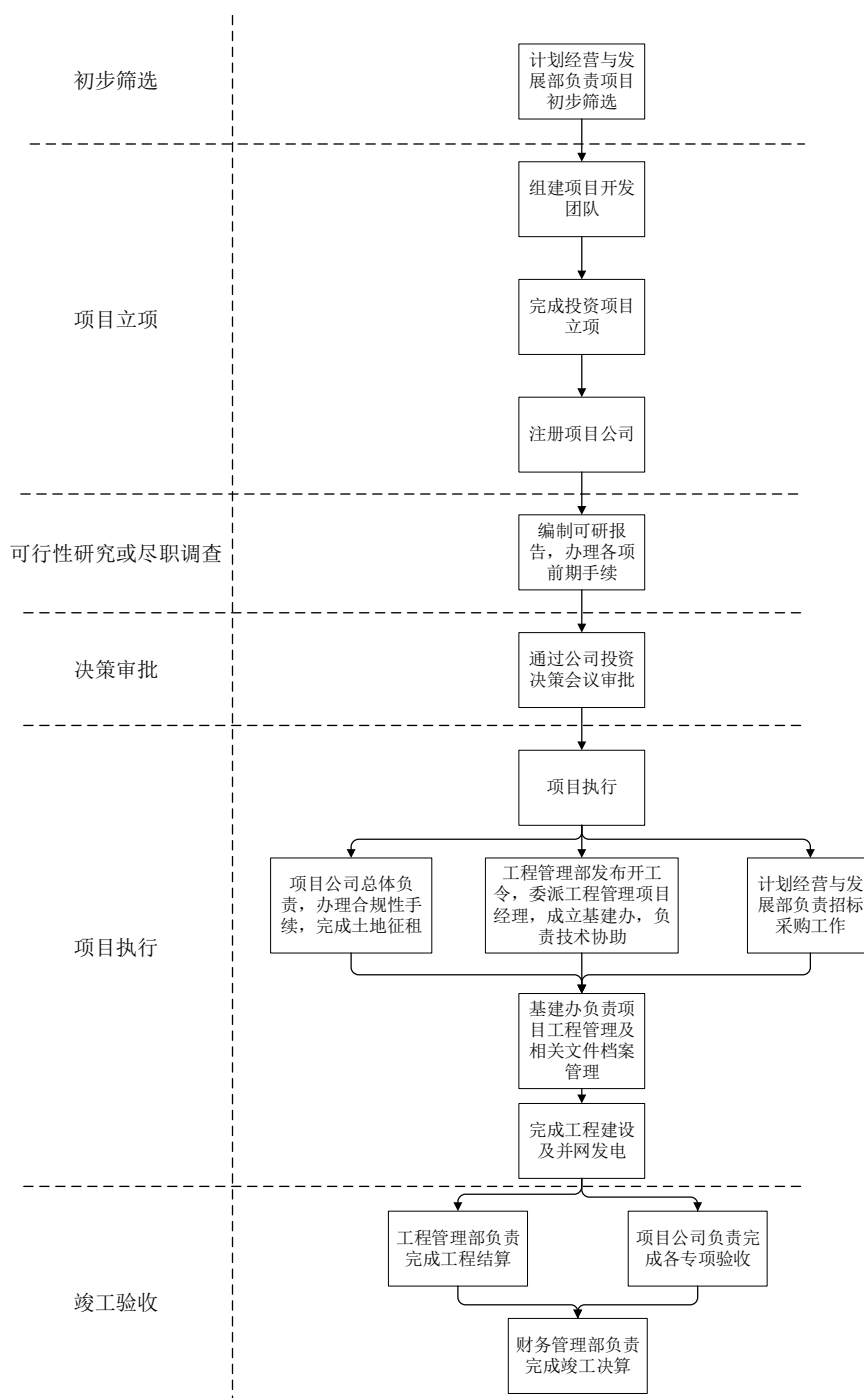 初步筛选
计划经营与发
展部负责项目
初步筛选
项目立项
组建项目开发
团队
完成投资项目
立项
注册项目公司
可行性研究或尽职调查
编制可研报
告，办理各项
前期手续
决策审批
通过公司投资
决策会议审批
项目执行
项目执行
项目公司总体负
责，办理合规性手
续，完成土地征租
工程管理部发布开工
令，委派工程管理项目
经理，成立基建办，负
责技术协助
计划经营与发
展部负责招标
采购工作
基建办负责项
目工程管理及
相关文件档案
管理
完成工程建设
及并网发电
竣工验收
工程管理部负责
完成工程结算
项目公司负责完
成各专项验收
财务管理部负责
完成竣工决算